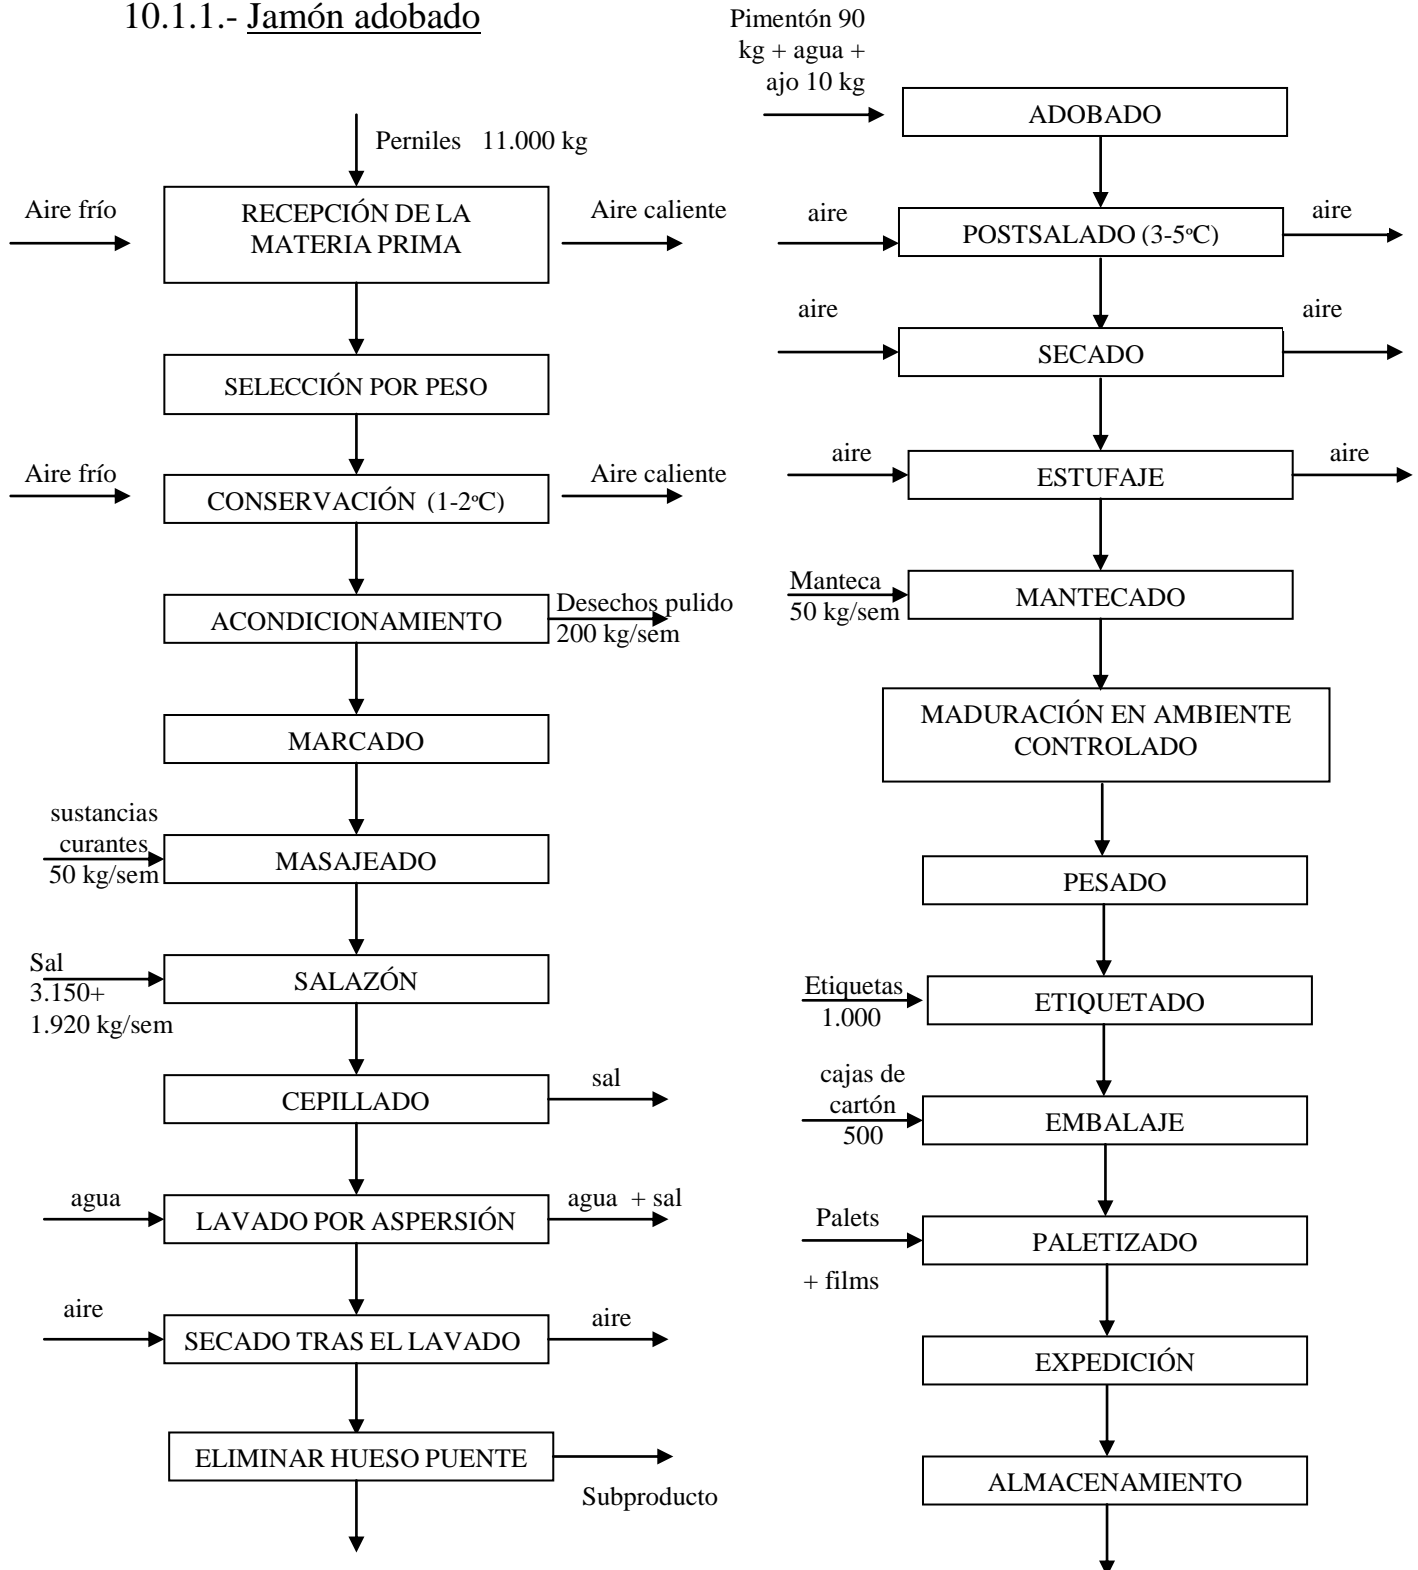 10.1.1.- Jamón adobado
Perniles 11.000 kg
Aire frío
RECEPCIÓN DE LA
MATERIA PRIMA
Aire caliente
SELECCIÓN POR PESO
Aire frío
CONSERVACIÓN (1-2ºC)
Aire caliente
ACONDICIONAMIENTO
Desechos pulido
200 kg/sem
MARCADO
sustancias
curantes
50 kg/sem
MASAJEADO
Sal
3.150+
1.920 kg/sem
SALAZÓN
CEPILLADO
sal
agua
LAVADO POR ASPERSIÓN
agua + sal
aire
SECADO TRAS EL LAVADO
aire
ELIMINAR HUESO PUENTE
Subproducto
Pimentón 90
kg + agua +
ajo 10 kg
ADOBADO
aire
POSTSALADO (3-5ºC)
aire
aire
SECADO
aire
aire
ESTUFAJE
aire
Manteca
50 kg/sem
MANTECADO
MADURACIÓN EN AMBIENTE
CONTROLADO
PESADO
Etiquetas
1.000
ETIQUETADO
cajas de
cartón
500
EMBALAJE
Palets
+ films
PALETIZADO
EXPEDICIÓN
ALMACENAMIENTO